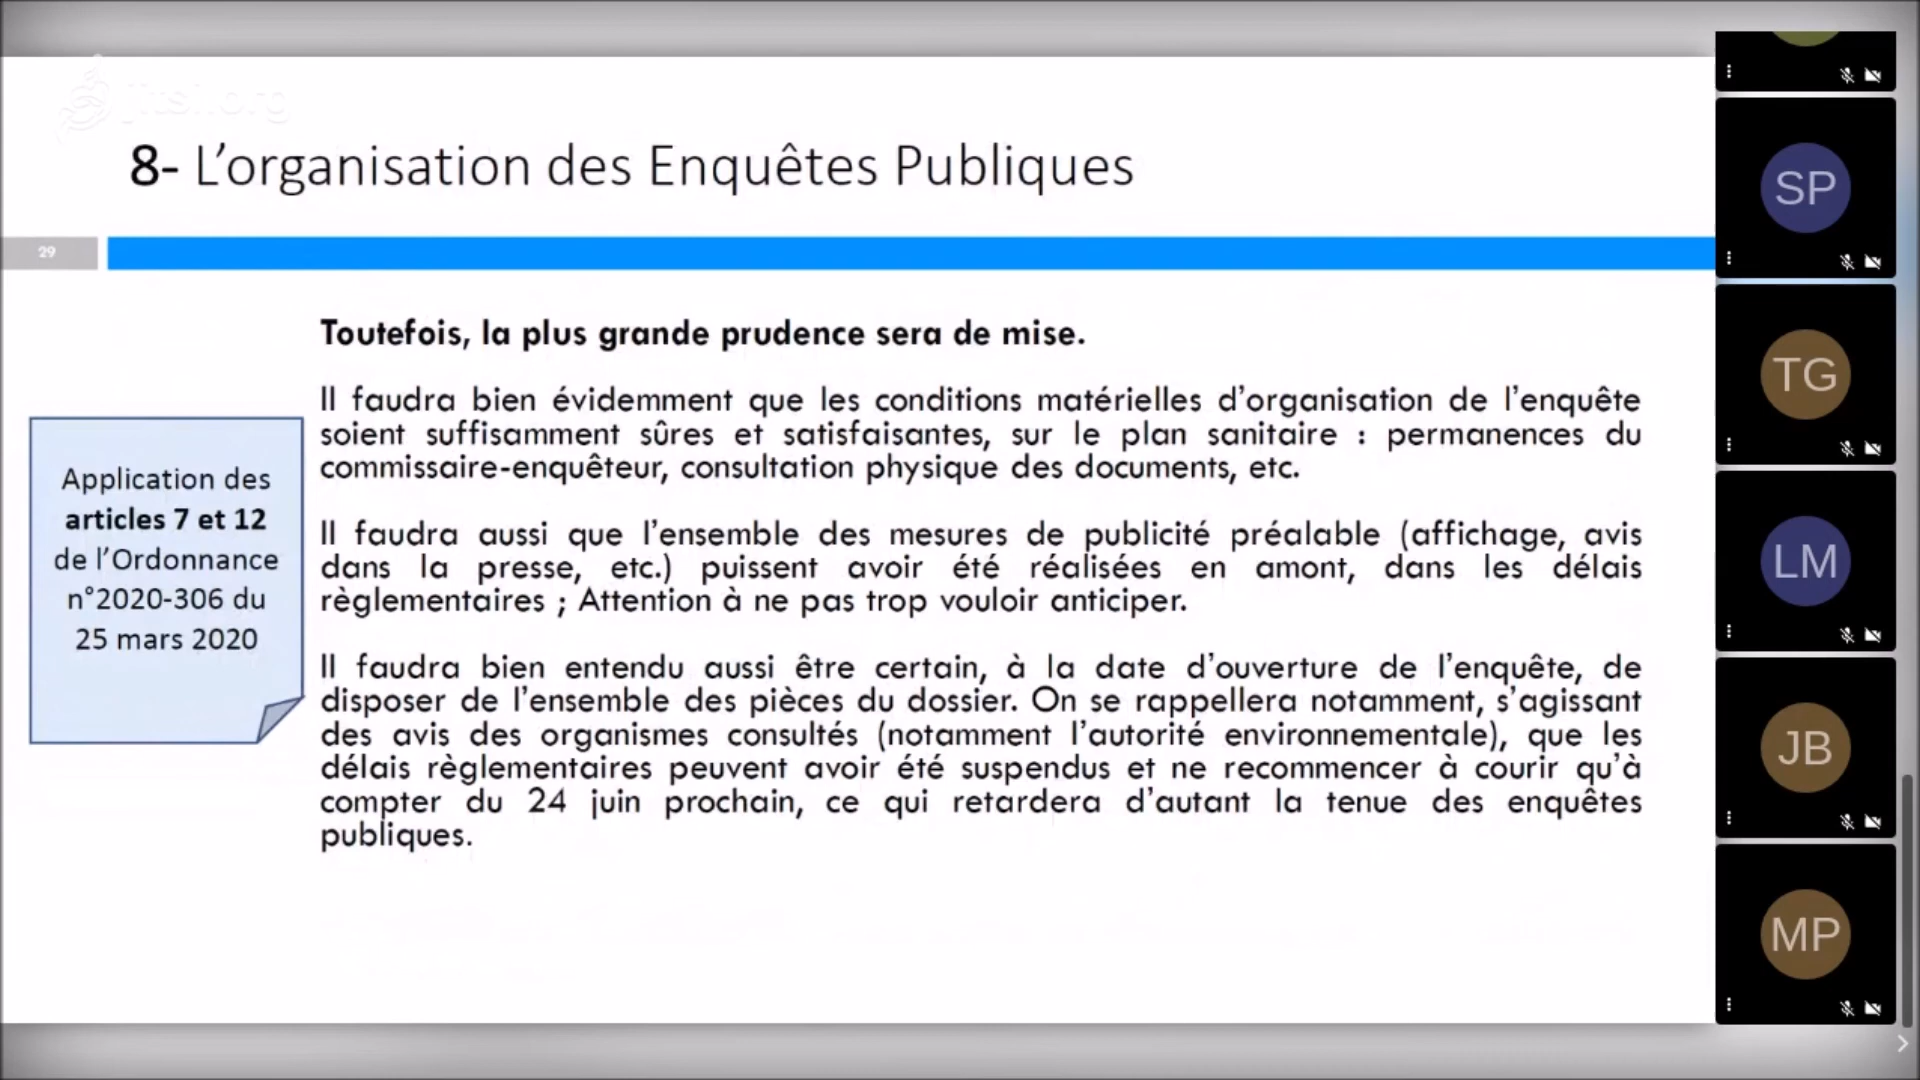 jitsi.org
8- L’organisation des Enquêtes Publiques
29
Toutefois, la plus grande prudence sera de mise.
Il faudra bien évidemment que les conditions matérielles d’organisation de l’enquête
soient suffisamment sûres et satisfaisantes, sur le plan sanitaire : permanences du
commissaire-enquêteur, consultation physique des documents, etc.
Il faudra aussi que l’ensemble des mesures de publicité préalable (affichage, avis
dans la presse, etc.) puissent avoir été réalisées en amont, dans les délais
règlementaires ; Attention à ne pas trop vouloir anticiper.
Il faudra bien entendu aussi être certain, à la date d’ouverture de l’enquête, de
disposer de l’ensemble des pièces du dossier. On se rappellera notamment, s’agissant
des avis des organismes consultés (notamment l’autorité environnementale), que les
délais règlementaires peuvent avoir été suspendus et ne recommencer à courir qu’à
compter du 24 juin prochain, ce qui retardera d’autant la tenue des enquêtes
publiques.
Application des
articles 7 et 12
de l’Ordonnance
n°2020-306 du
25 mars 2020
SP
TG
LM
JB
MP